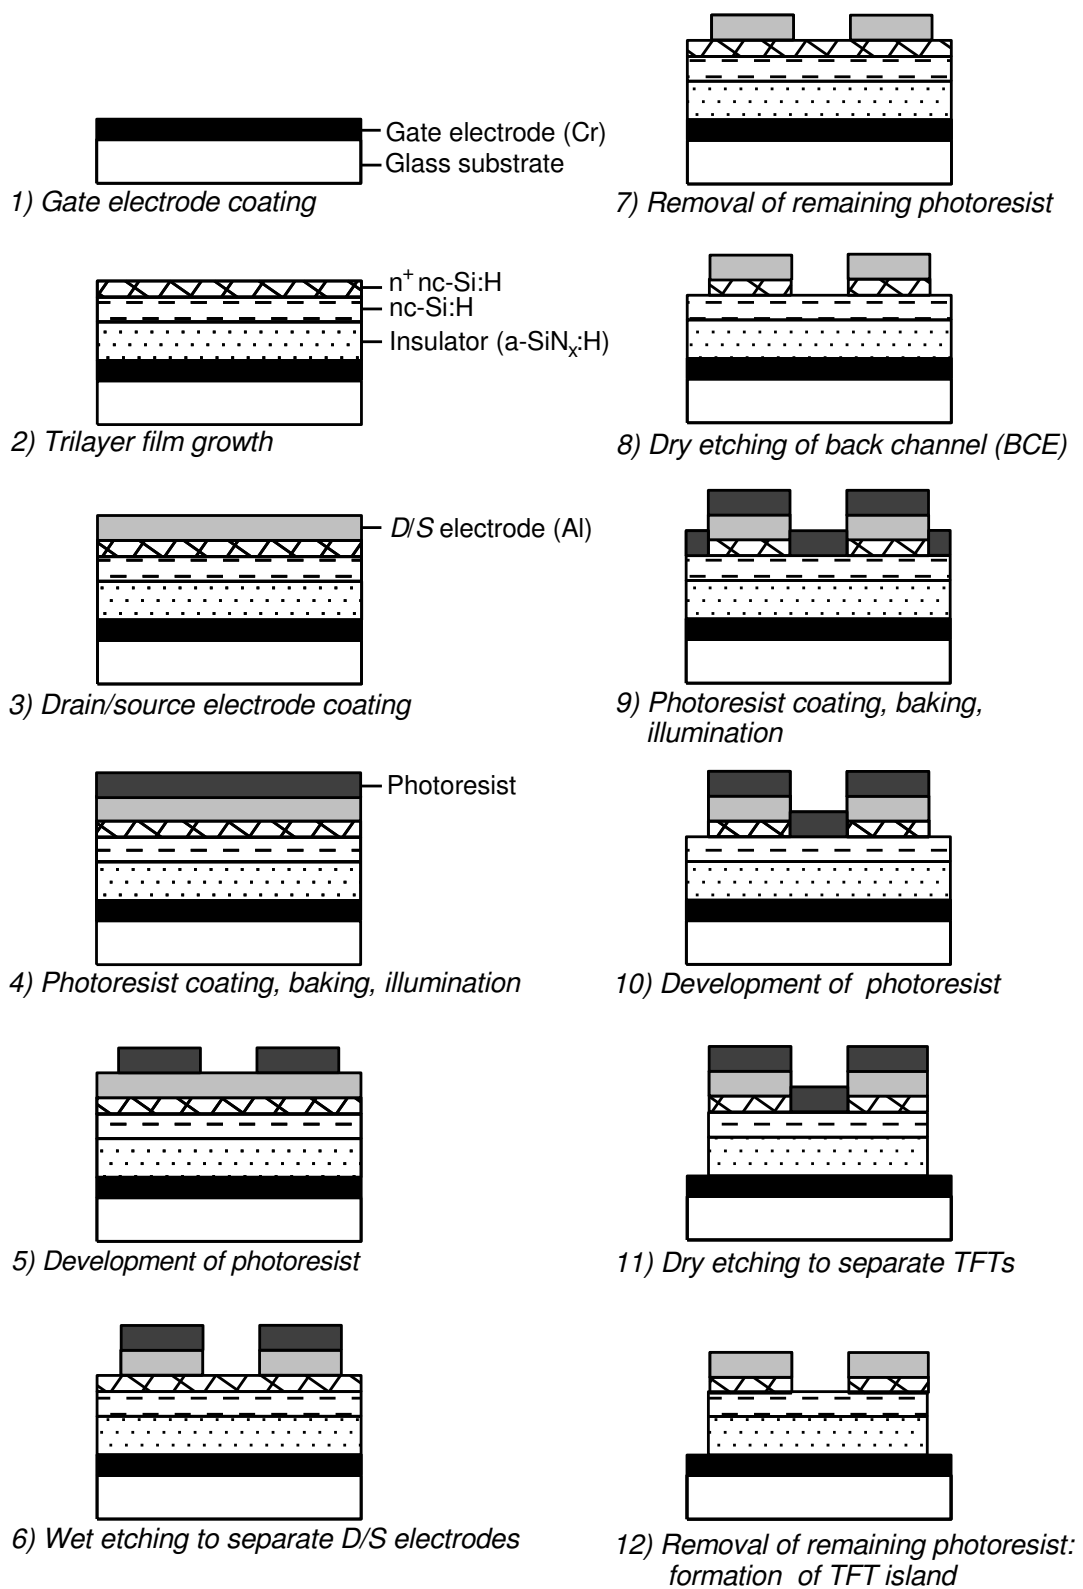 Gate electrode (Cr)
Glass substrate
1) Gate electrode coating
n+ nc-Si:H
nc-Si:H
Insulator (a-SiNx:H)
2) Trilayer film growth
D/S electrode (Al)
3) Drain/source electrode coating
Photoresist
4) Photoresist coating, baking, illumination
5) Development of photoresist
6) Wet etching to separate D/S electrodes
7) Removal of remaining photoresist
8) Dry etching of back channel (BCE)
9) Photoresist coating, baking,
illumination
10) Development of photoresist
11) Dry etching to separate TFTs
12) Removal of remaining photoresist:
formation of TFT island